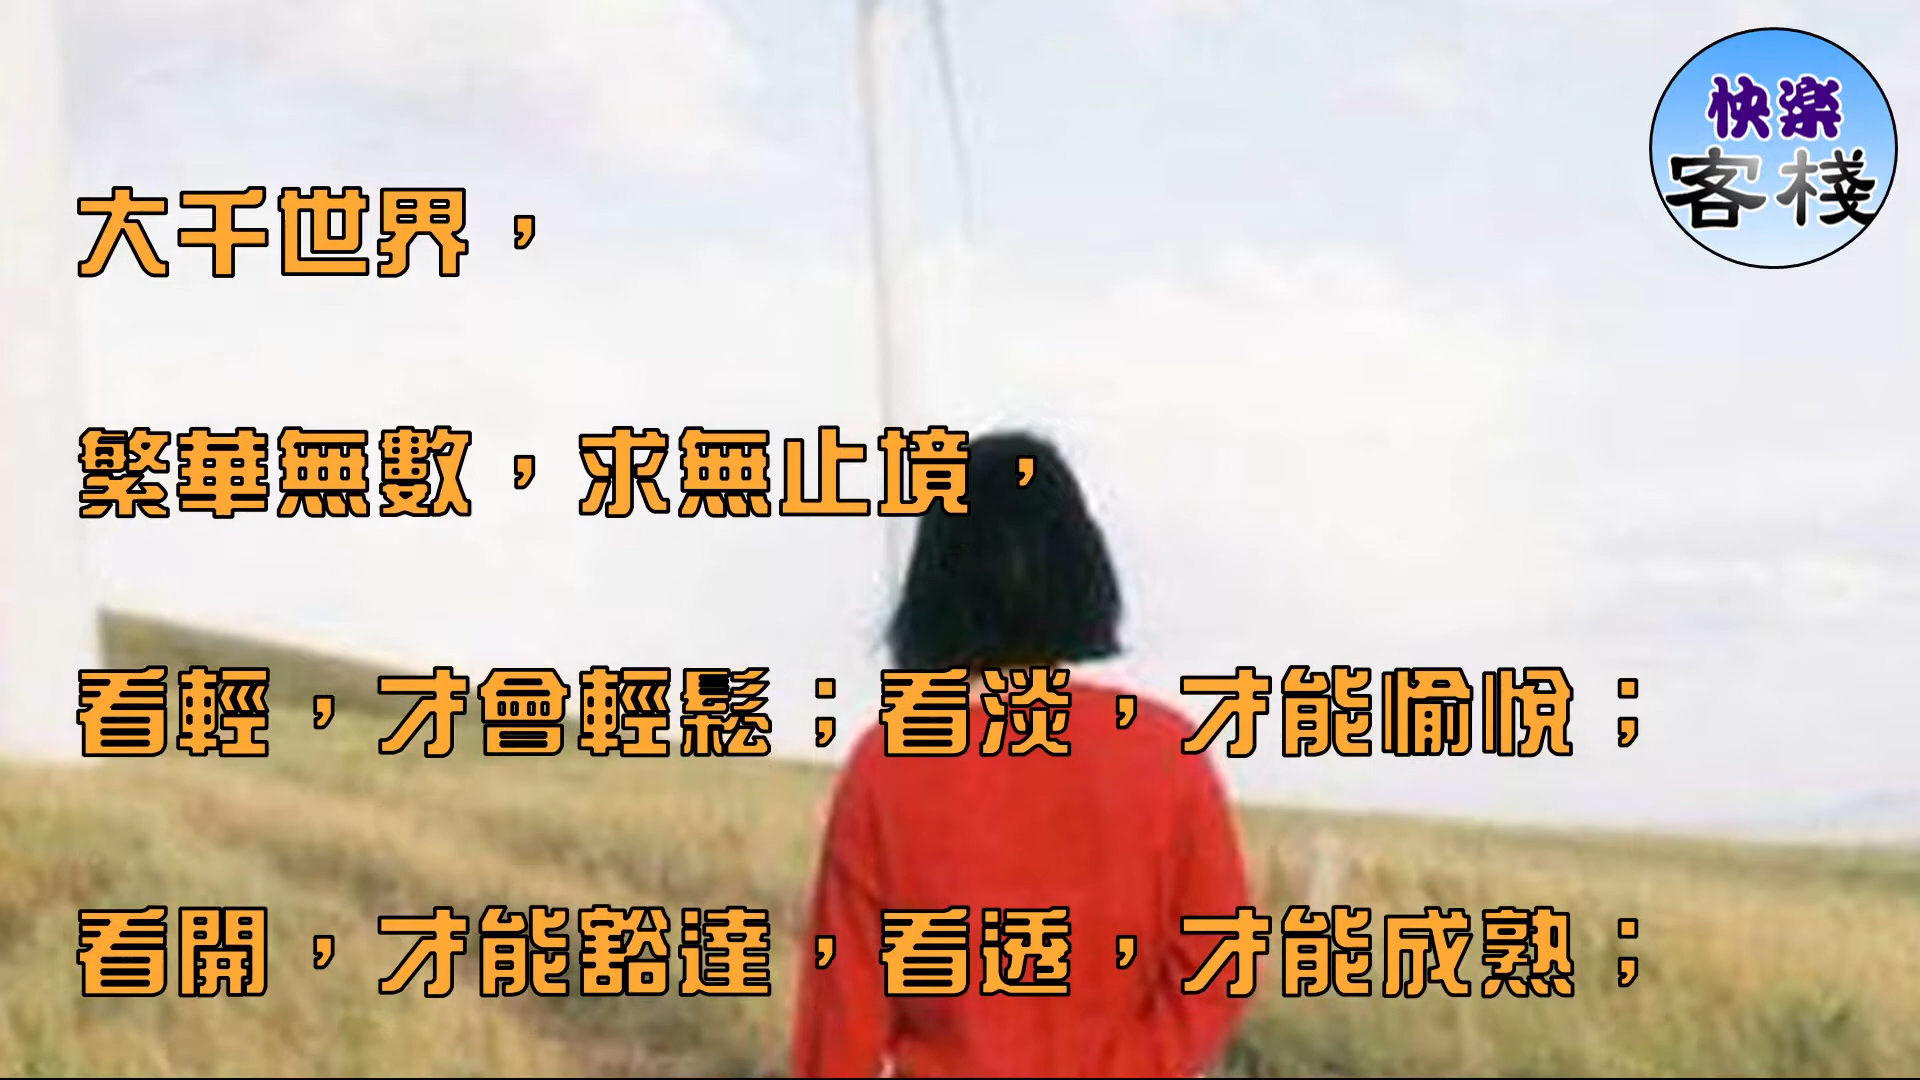 快楽
客棧
大千世界，
繁華無數，求無止境，
看輕，才會輕鬆；看淡，才能愉悅；
看開，才能豁達，看透，才能成熟；